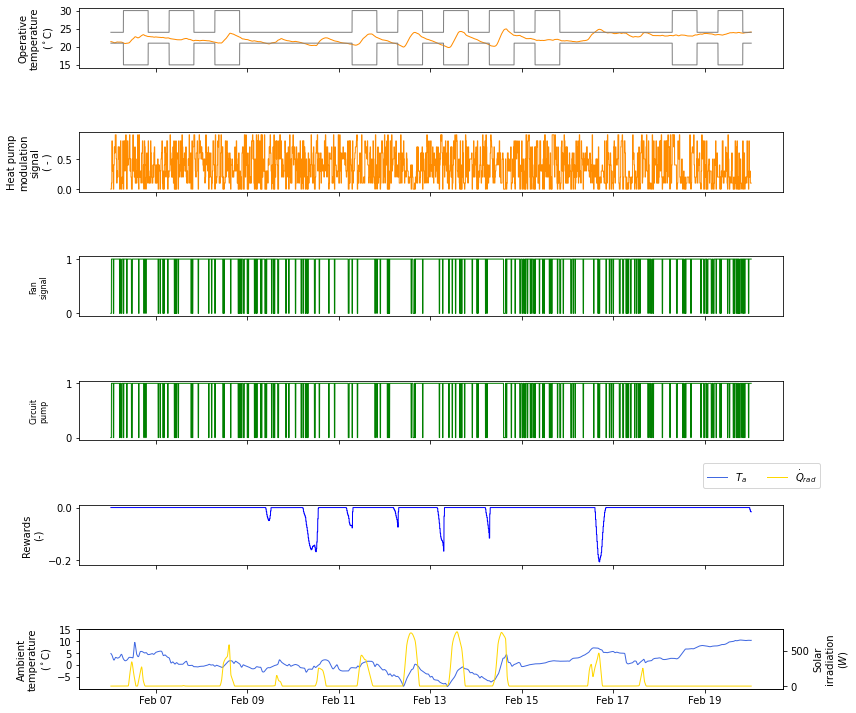 Operative
temperature
(°C)
30
25
20
15
Heat pump
modulation
signal
( - )
0.5
0.0
Fan
signal
1
0
Circuit
pump
1
0
T_a
Q̇_rad
Rewards
(-)
0.0
−0.2
Ambient
temperature
(°C)
15
10
5
0
−5
500
0
Solar
irradiation
(W)
Feb 07
Feb 09
Feb 11
Feb 13
Feb 15
Feb 17
Feb 19